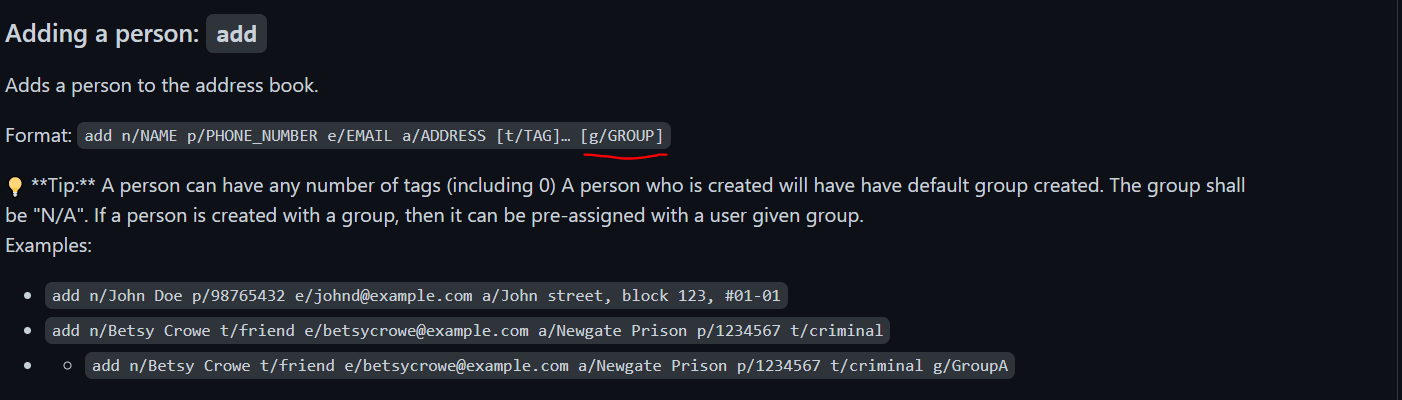 Adding a person: add
Adds a person to the address book.
Format: add n/NAME p/PHONE_NUMBER e/EMAIL a/ADDRESS [t/TAG]… [g/GROUP]
💡 **Tip:** A person can have any number of tags (including 0) A person who is created will have have default group created. The group shall
be "N/A". If a person is created with a group, then it can be pre-assigned with a user given group.
Examples:
add n/John Doe p/98765432 e/johnd@example.com a/John street, block 123, #01-01
add n/Betsy Crowe t/friend e/betsycrowe@example.com a/Newgate Prison p/1234567 t/criminal
add n/Betsy Crowe t/friend e/betsycrowe@example.com a/Newgate Prison p/1234567 t/criminal g/GroupA